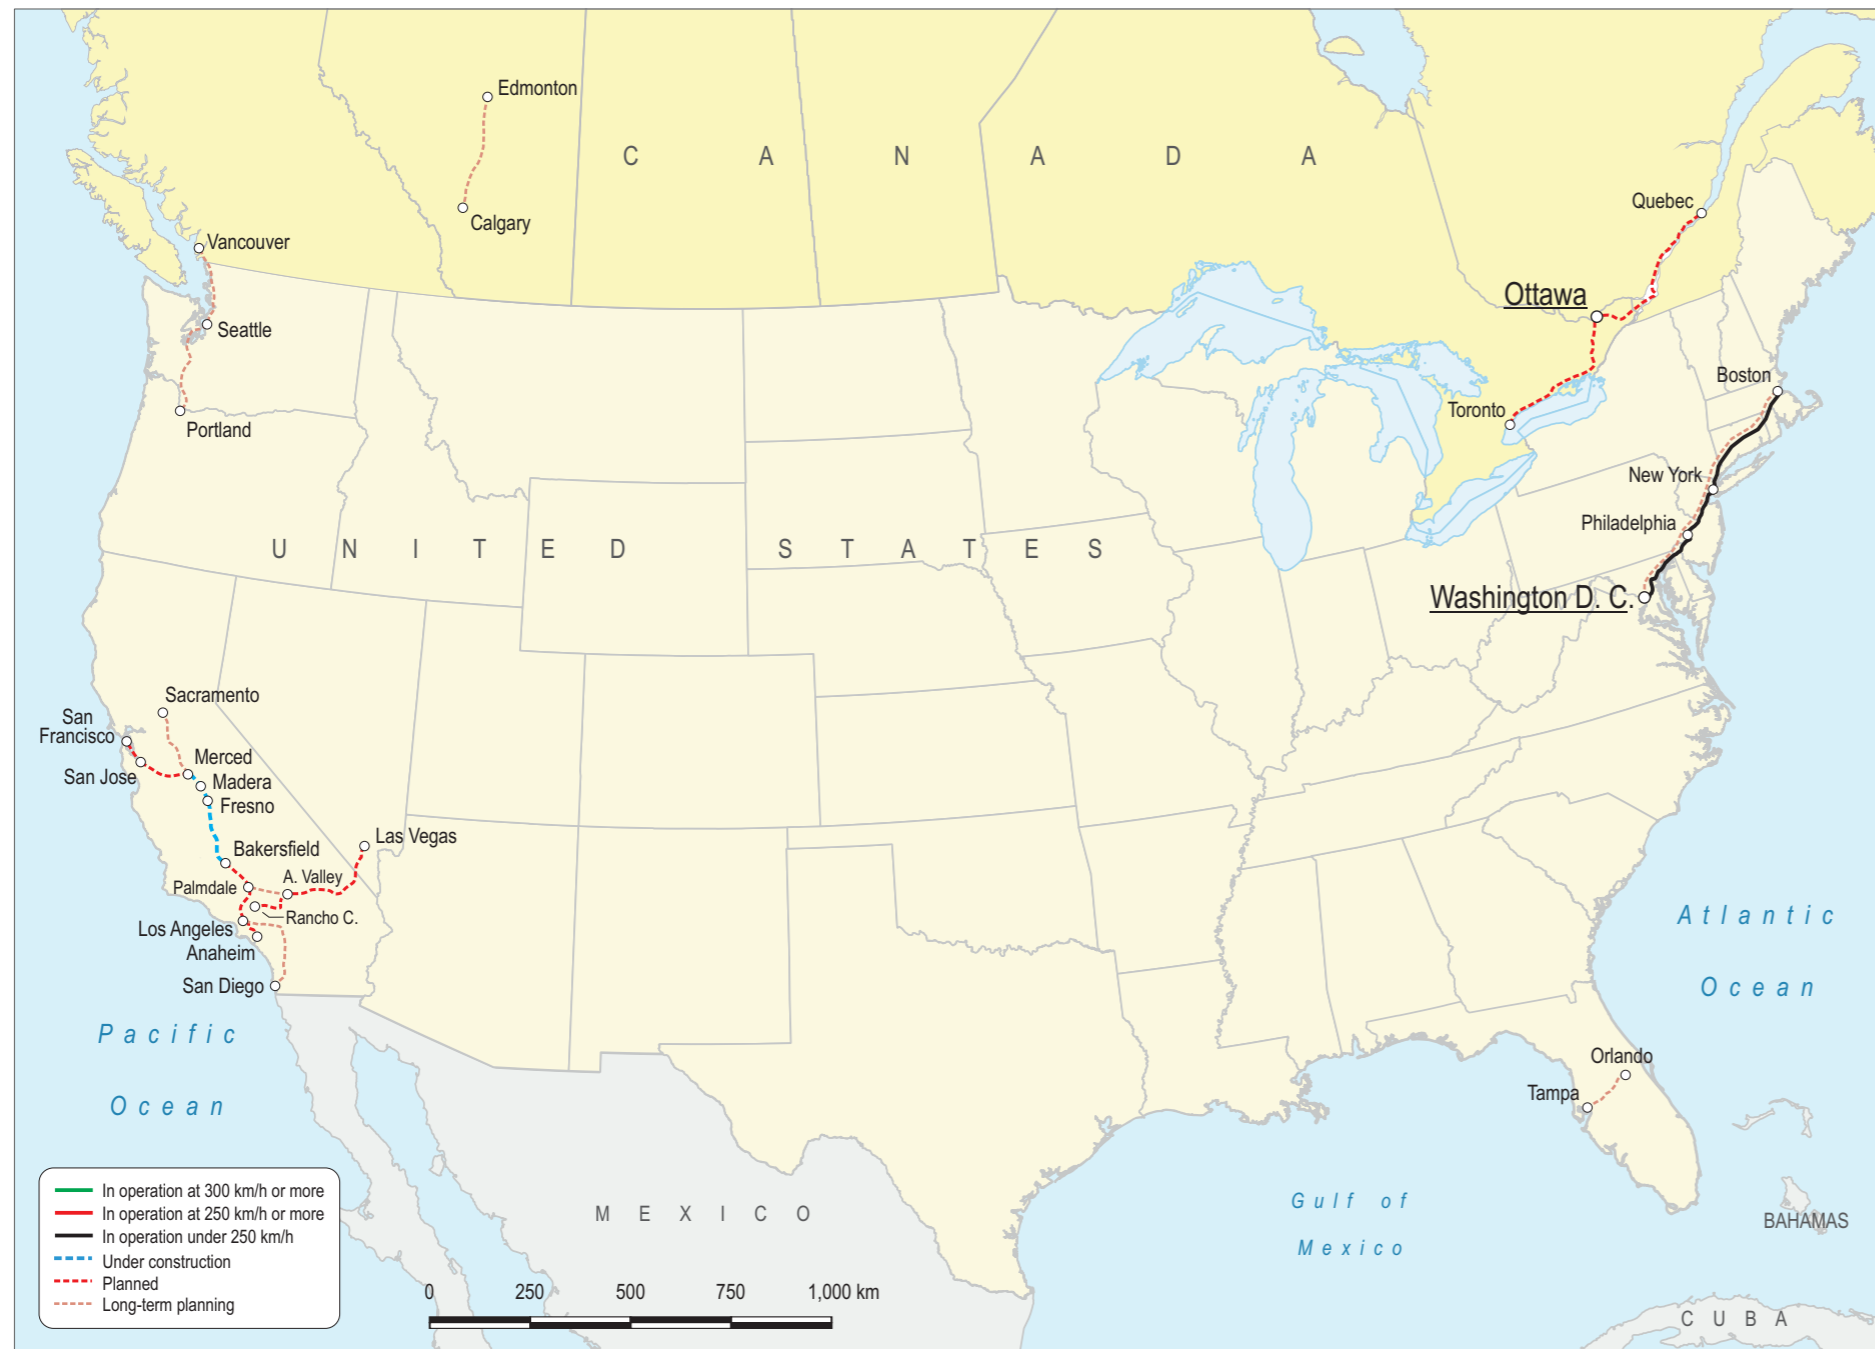 Edmonton
C A N A D A
Quebec
Calgary
Vancouver
Ottawa
Seattle
Boston
Toronto
Portland
New York
Philadelphia
U N I T E D S T A T E S
Washington D. C.
Sacramento
San
Francisco
Merced
San Jose
Madera
Fresno
Las Vegas
Bakersfield
A. Valley
Palmdale
Rancho C.
Los Angeles
Anaheim
San Diego
Atlantic
Ocean
Pacific
Ocean
Orlando
Tampa
Gulf of
Mexico
M E X I C O
BAHAMAS
C U B A
In operation at 300 km/h or more
In operation at 250 km/h or more
In operation under 250 km/h
Under construction
Planned
Long-term planning
0 250 500 750 1,000 km